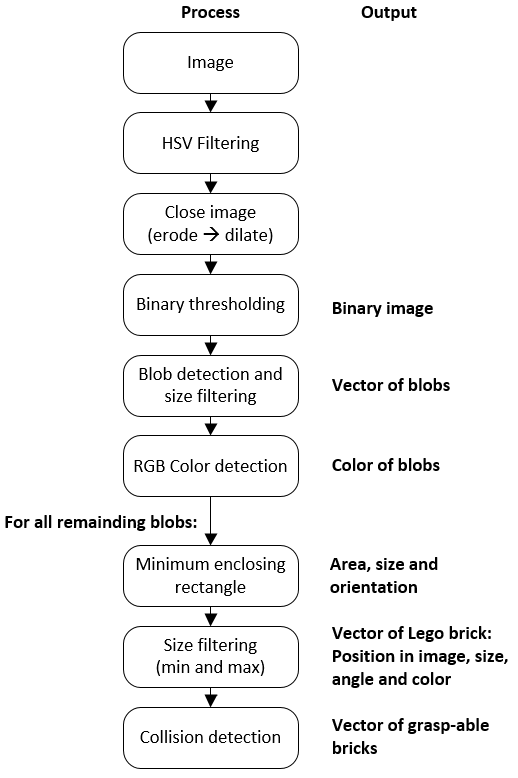 Process
Output
Image
HSV Filtering
Close image
(erode → dilate)
Binary thresholding
Binary image
Blob detection and
size filtering
Vector of blobs
RGB Color detection
Color of blobs
For all remainding blobs:
Minimum enclosing
rectangle
Area, size and
orientation
Size filtering
(min and max)
Vector of Lego brick:
Position in image, size,
angle and color
Collision detection
Vector of grasp-able
bricks